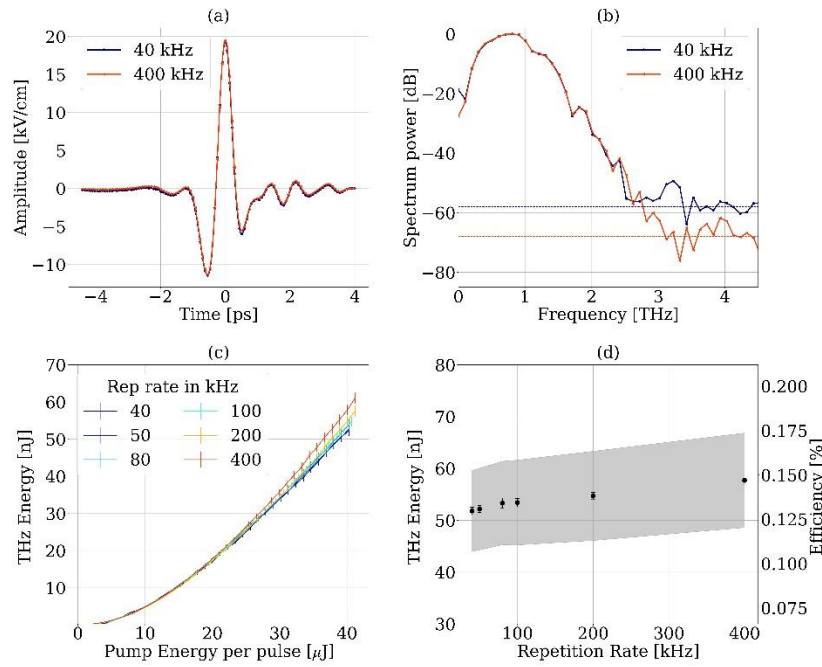 (a)
20
15
10
5
0
−5
−10
Amplitude [kV/cm]
40 kHz
400 kHz
−4 −2 0 2 4
Time [ps]
(b)
0
−20
−40
−60
−80
Spectrum power [dB]
40 kHz
400 kHz
0 1 2 3 4
Frequency [THz]
(c)
70
60
50
40
30
20
10
THz Energy [nJ]
Rep rate in kHz
40 100
50 200
80 400
0 10 20 30 40
Pump Energy per pulse [μJ]
(d)
80
70
60
50
40
30
THz Energy [nJ]
0.200
0.175
0.150
0.125
0.100
0.075
Efficiency [%]
100 200 300 400
Repetition Rate [kHz]